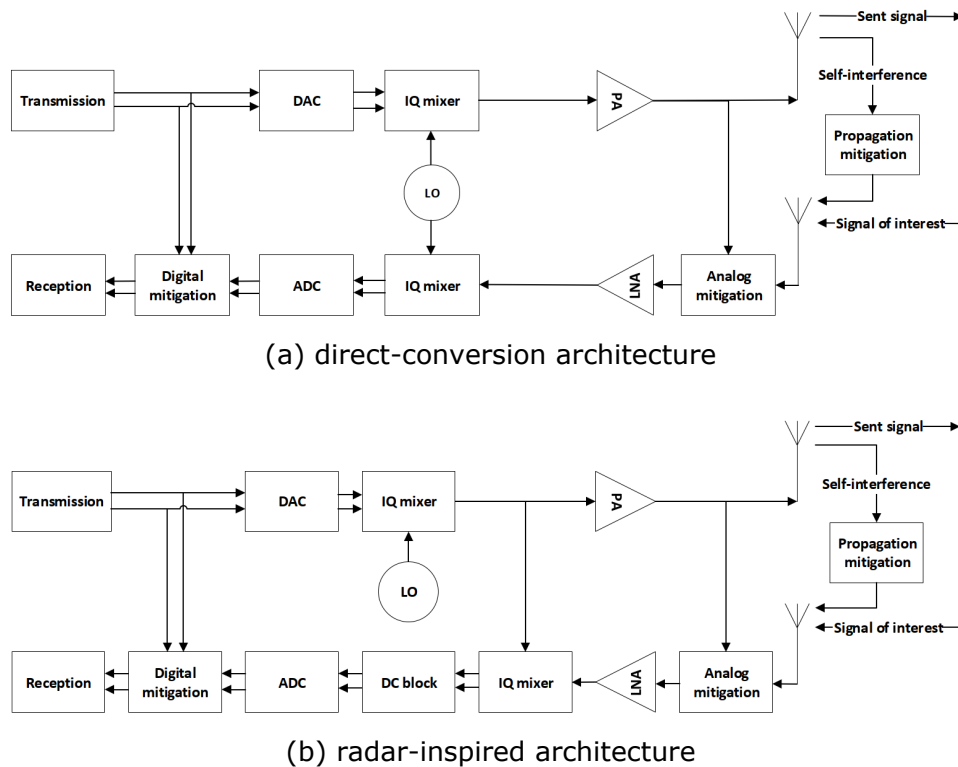 Sent signal
Transmission
DAC
IQ mixer
PA
Self-interference
Propagation
mitigation
LO
Signal of interest
Reception
Digital
mitigation
ADC
IQ mixer
LNA
Analog
mitigation
(a) direct-conversion architecture
Sent signal
Transmission
DAC
IQ mixer
PA
Self-interference
Propagation
mitigation
LO
Signal of interest
Reception
Digital
mitigation
ADC
DC block
IQ mixer
LNA
Analog
mitigation
(b) radar-inspired architecture